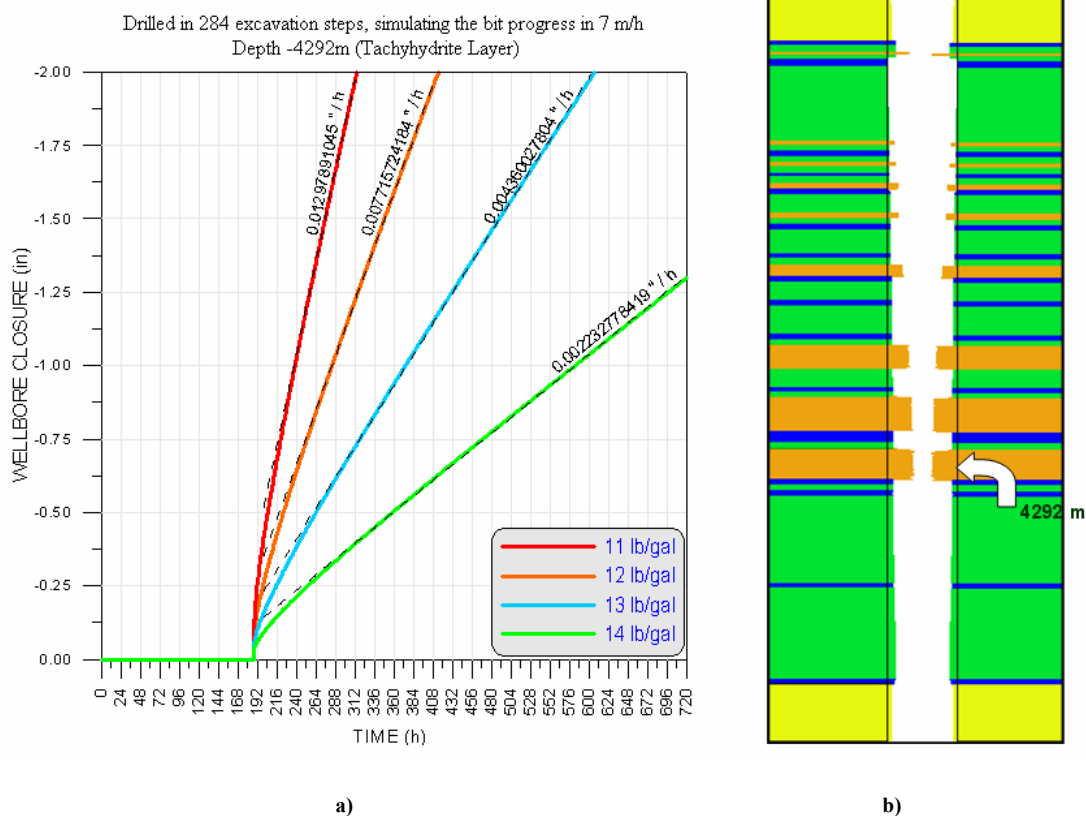 Drilled in 284 excavation steps, simulating the bit progress in 7 m/h
Depth -4292m (Tachyhydrite Layer)
-2.00
-1.75
-1.50
-1.25
-1.00
-0.75
-0.50
-0.25
0.00
WELLBORE CLOSURE (in)
0.01297891045 " / h
0.007715724184 " / h
0.004360027804 " / h
0.002232778419 " / h
11 lb/gal
12 lb/gal
13 lb/gal
14 lb/gal
0 24 48 72 96 120 144 168 192 216 240 264 288 312 336 360 384 408 432 456 480 504 528 552 576 600 624 648 672 696 720
TIME (h)
4292 m
a)
b)